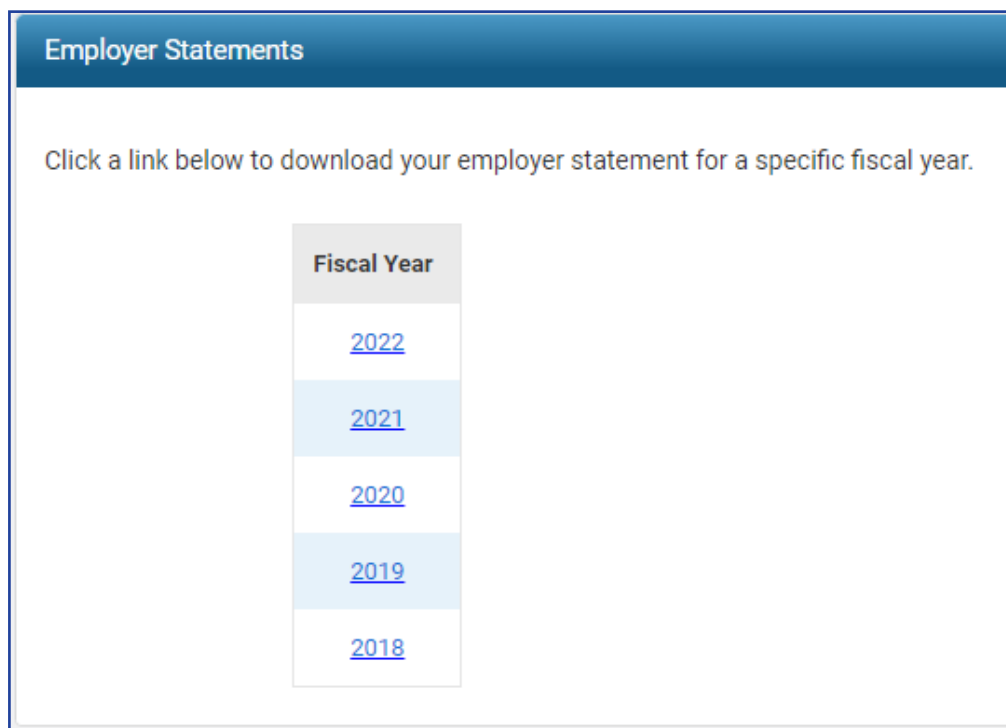 Employer Statements
Click a link below to download your employer statement for a specific fiscal year.
Fiscal Year
2022
2021
2020
2019
2018